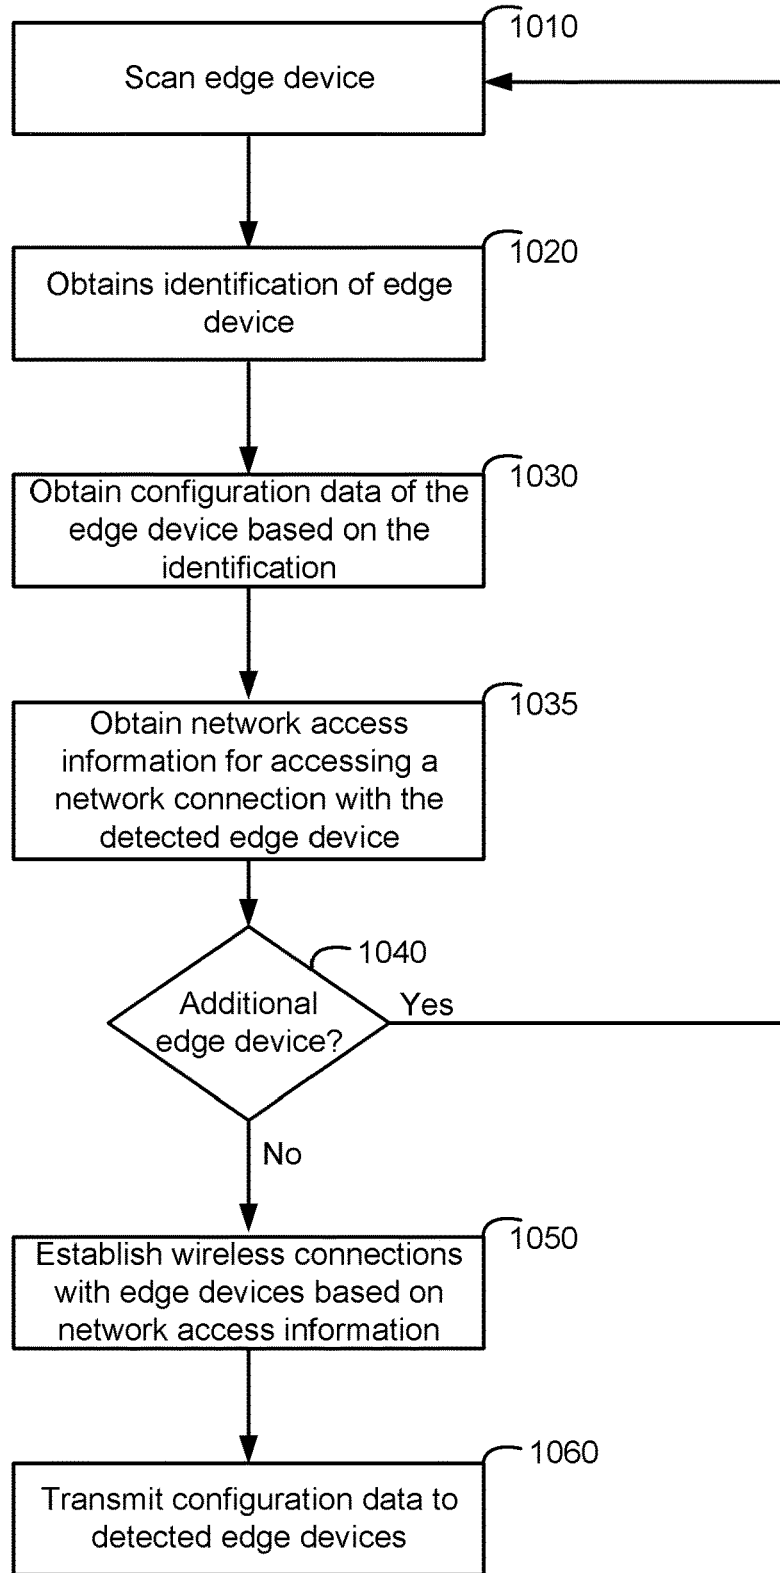 1010
Scan edge device
1020
Obtains identification of edge
device
1030
Obtain configuration data of the
edge device based on the
identification
1035
Obtain network access
information for accessing a
network connection with the
detected edge device
1040
Additional
edge device?
Yes
No
1050
Establish wireless connections
with edge devices based on
network access information
1060
Transmit configuration data to
detected edge devices